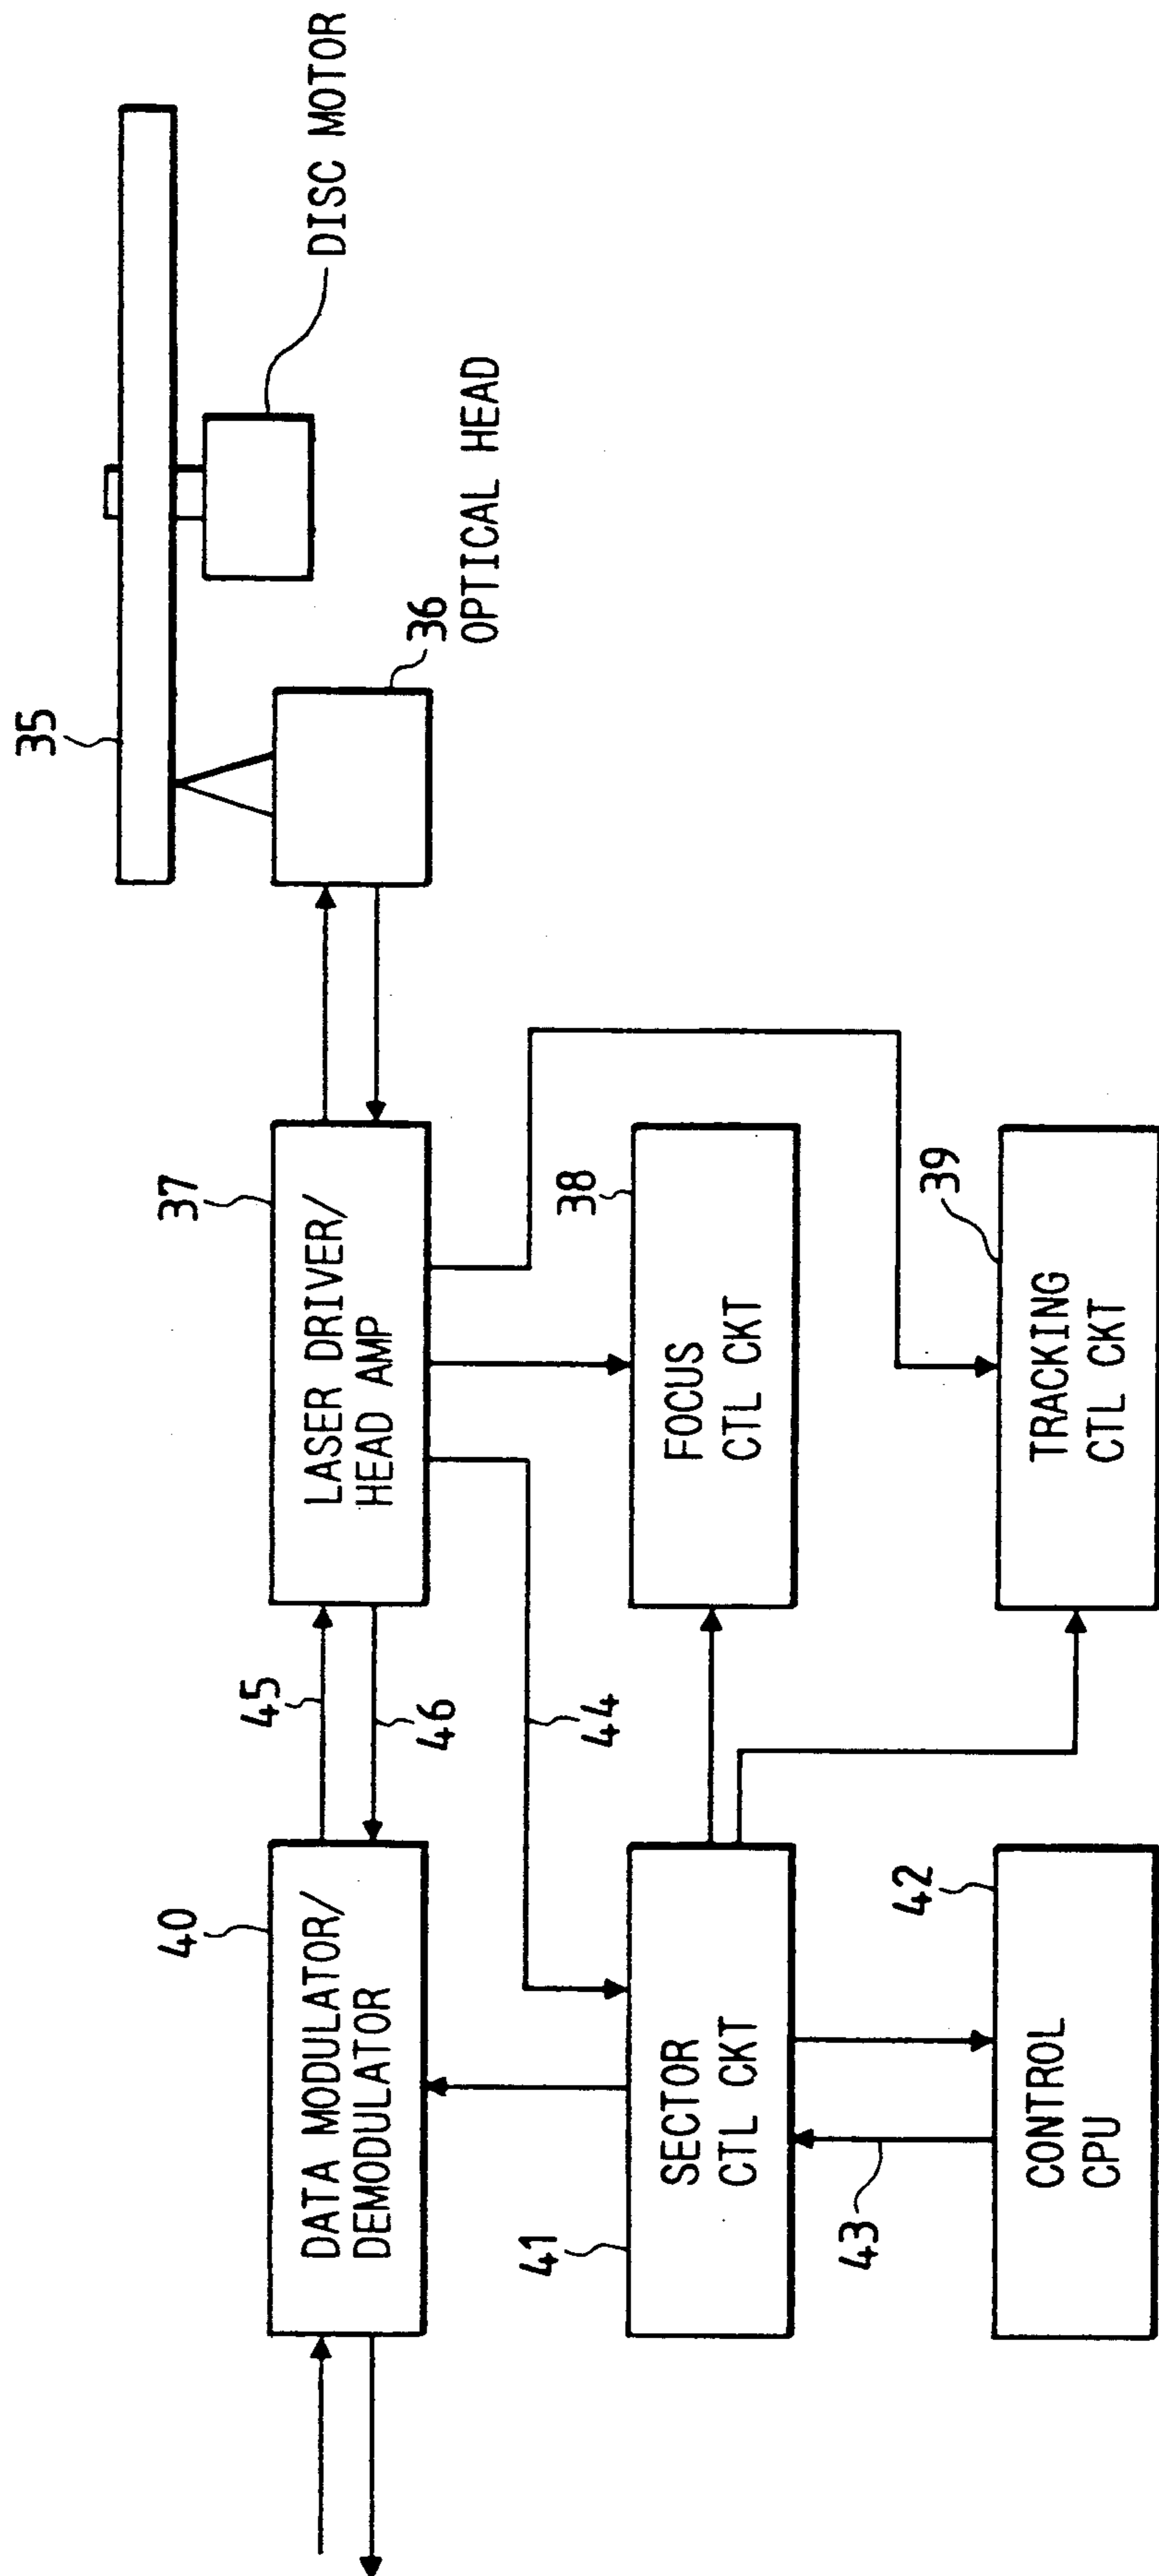 35
DISC MOTOR
36
OPTICAL HEAD
37
LASER DRIVER/
HEAD AMP
38
FOCUS
CTL CKT
39
TRACKING
CTL CKT
45
46
44
40
DATA MODULATOR/
DEMODULATOR
41
SECTOR
CTL CKT
42
CONTROL
CPU
43